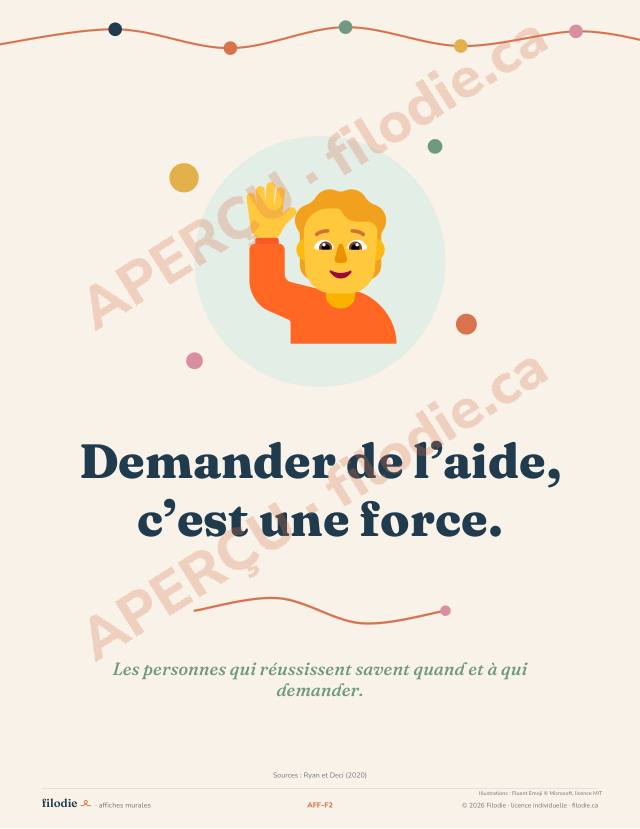 APERÇU · filodie.ca
Demander de l’aide,
c’est une force.
APERÇU · filodie.ca
Les personnes qui réussissent savent quand et à qui
demander.
Sources : Ryan et Deci (2020)
Illustrations : Fluent Emoji © Microsoft, licence MIT
filodie · affiches murales
AFF-F2
© 2026 Filodie · licence individuelle · filodie.ca